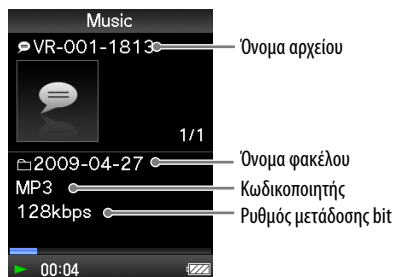 Music
VR-001-1813 Όνομα αρχείου
1/1
2009-04-27 Όνομα φακέλου
MP3 Κωδικοποιητής
128kbps Ρυθμός μετάδοσης bit
00:04